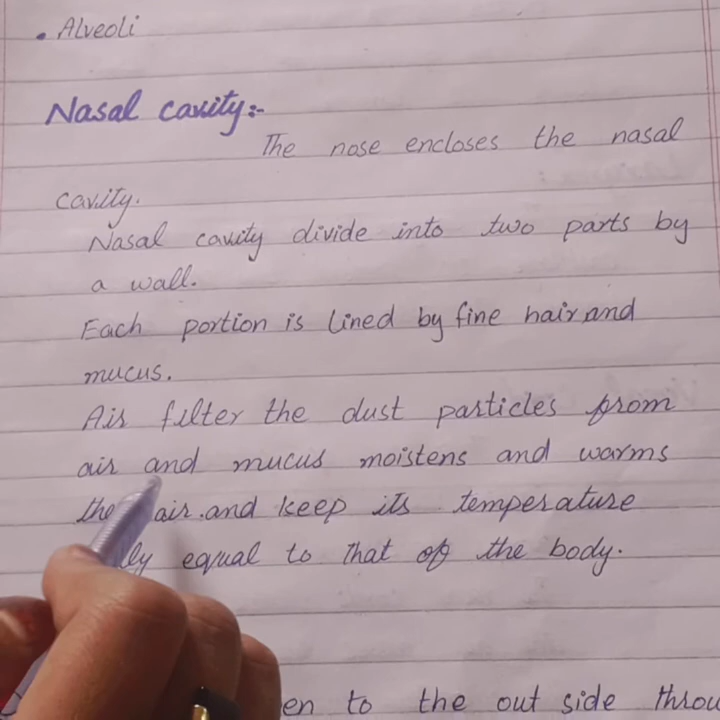 • Alveoli
Nasal cavity:-
The nose encloses the nasal
cavity.
Nasal cavity divide into two parts by
a wall.
Each portion is lined by fine hair and
mucus.
Air filter the dust particles from
air and mucus moistens and warms
the air and keep its temperature
equal to that of the body.
to the out side